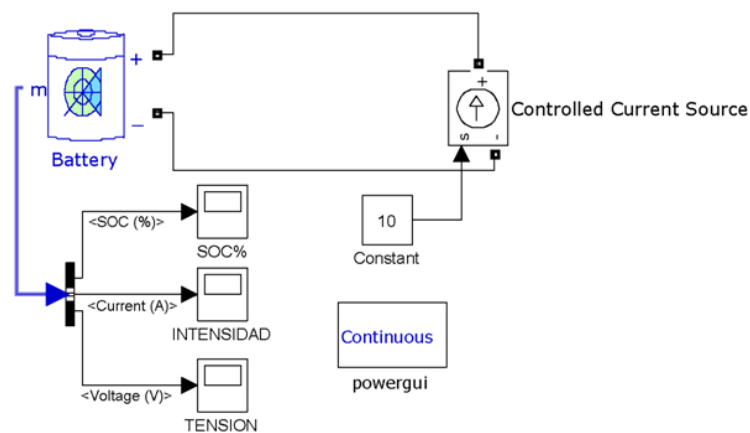 +
m
−
Battery
+
s
-
Controlled Current Source
<SOC (%)>
SOC%
10
Constant
<Current (A)>
INTENSIDAD
Continuous
powergui
<Voltage (V)>
TENSION